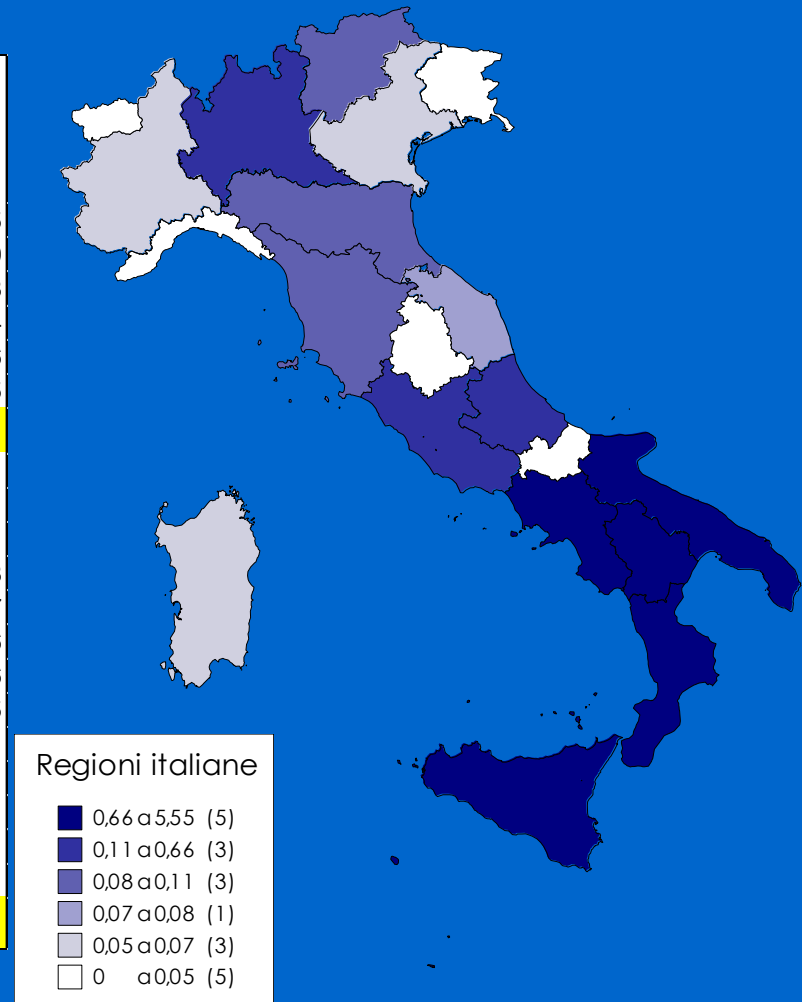 Regioni italiane
0,66 a 5,55 (5)
0,11 a 0,66 (3)
0,08 a 0,11 (3)
0,07 a 0,08 (1)
0,05 a 0,07 (3)
0 a 0,05 (5)